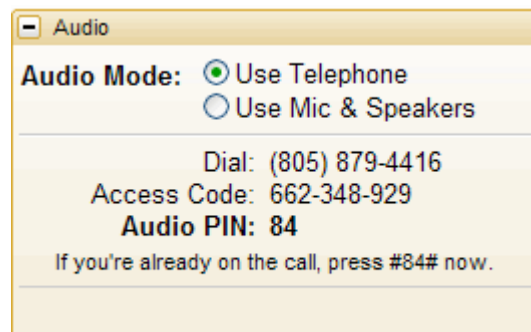 Audio
Audio Mode: Use Telephone
Use Mic & Speakers
Dial: (805) 879-4416
Access Code: 662-348-929
Audio PIN: 84
If you're already on the call, press #84# now.